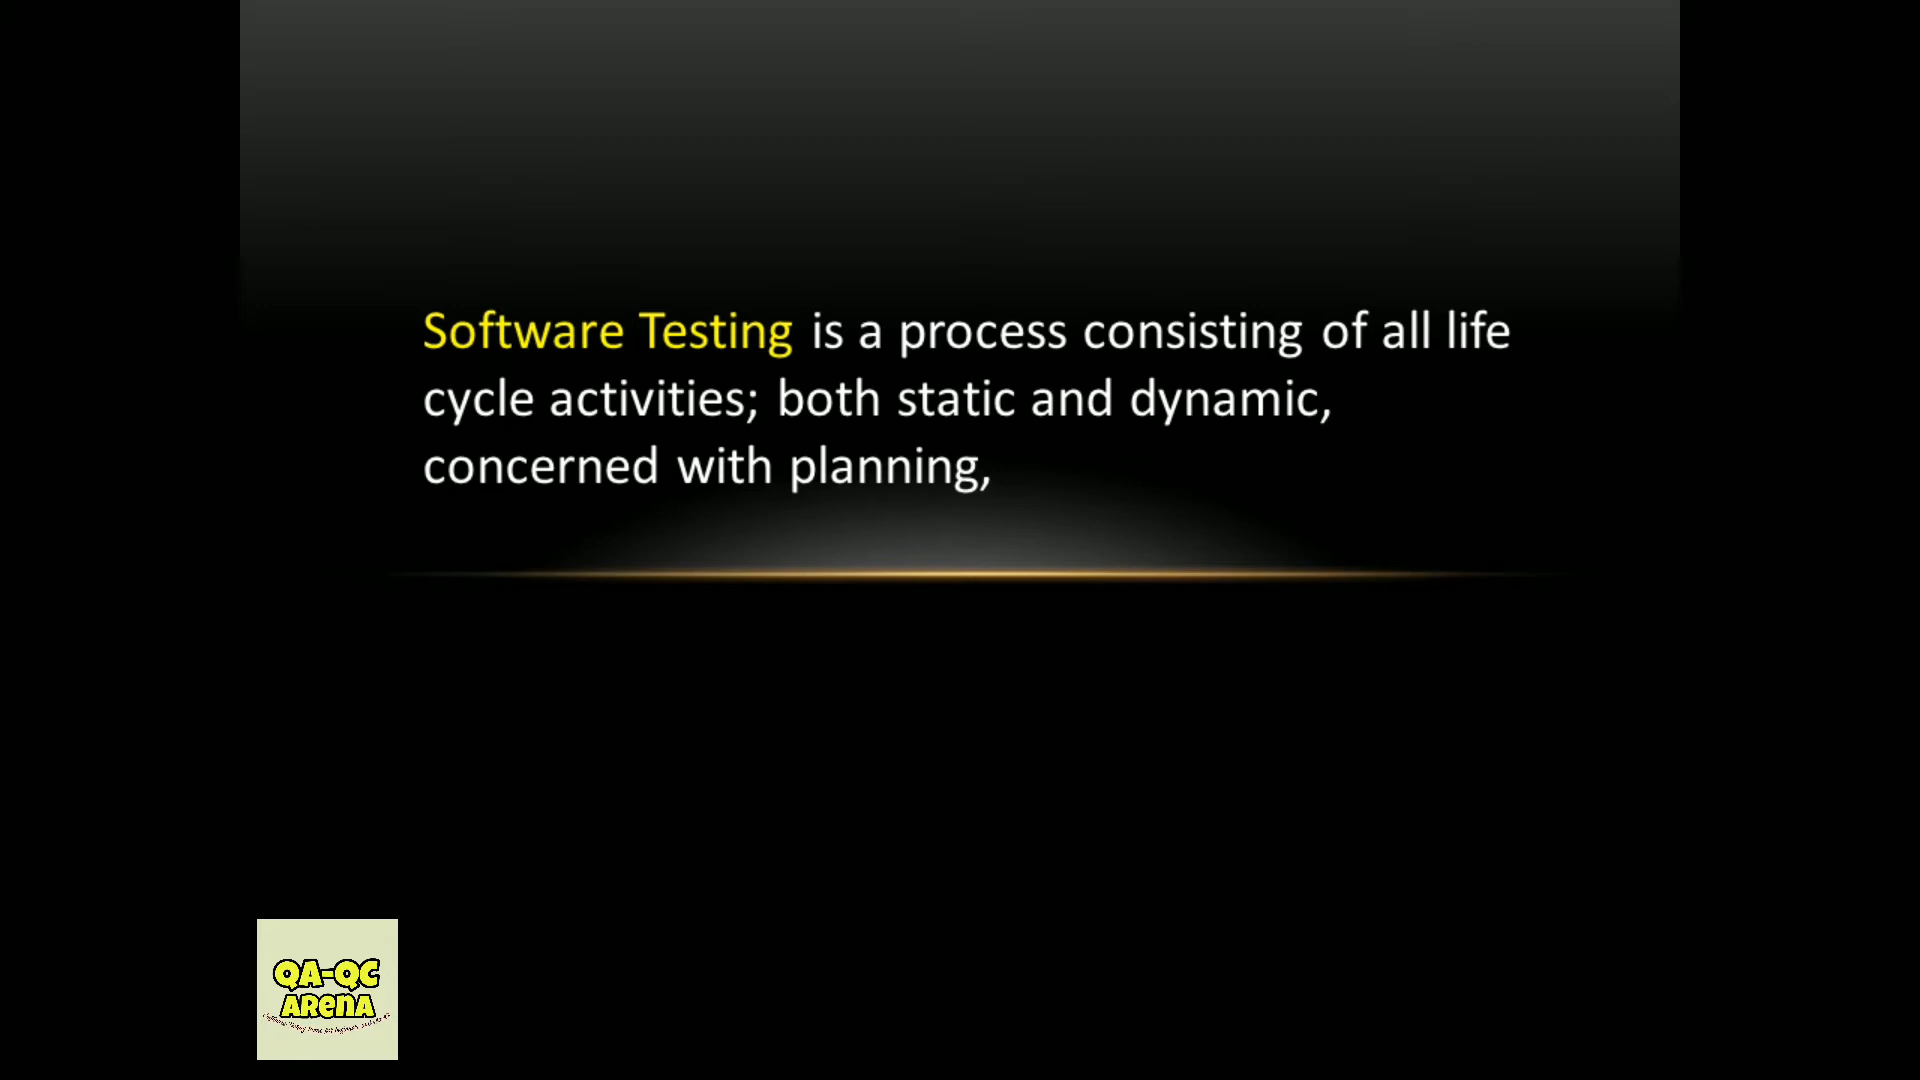 Software Testing is a process consisting of all life
cycle activities; both static and dynamic,
concerned with planning,
QA-QC
ARENA